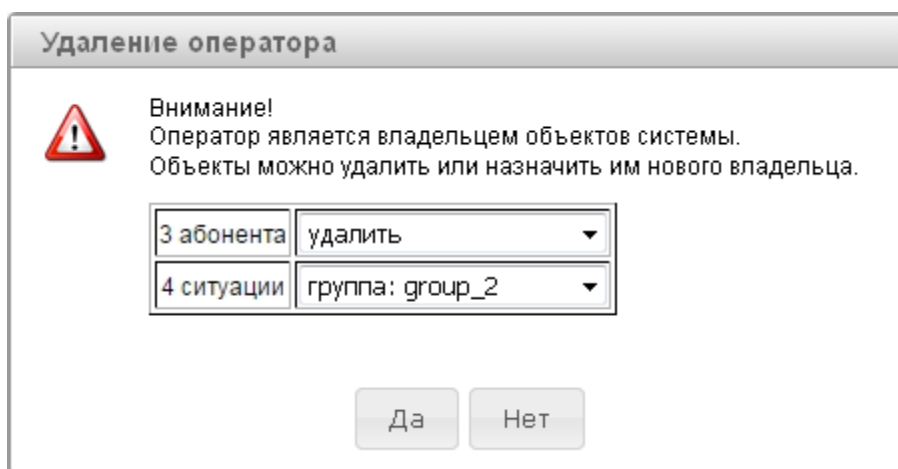 Удаление оператора
Внимание!
Оператор является владельцем объектов системы.
Объекты можно удалить или назначить им нового владельца.
3 абонента удалить
4 ситуации группа: group_2
Да Нет